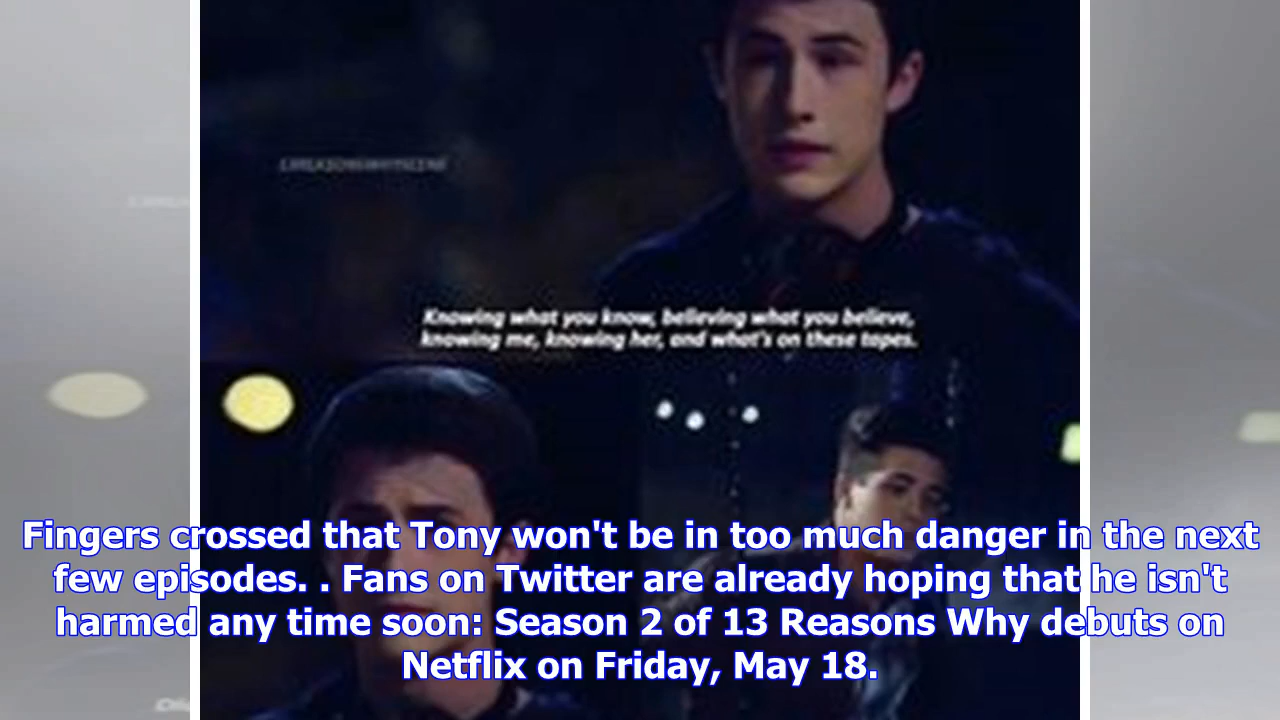 Knowing what you know, believing what you believe,
knowing me, knowing her, and what's on these tapes.
Fingers crossed that Tony won't be in too much danger in the next
few episodes. . Fans on Twitter are already hoping that he isn't
harmed any time soon: Season 2 of 13 Reasons Why debuts on
Netflix on Friday, May 18.